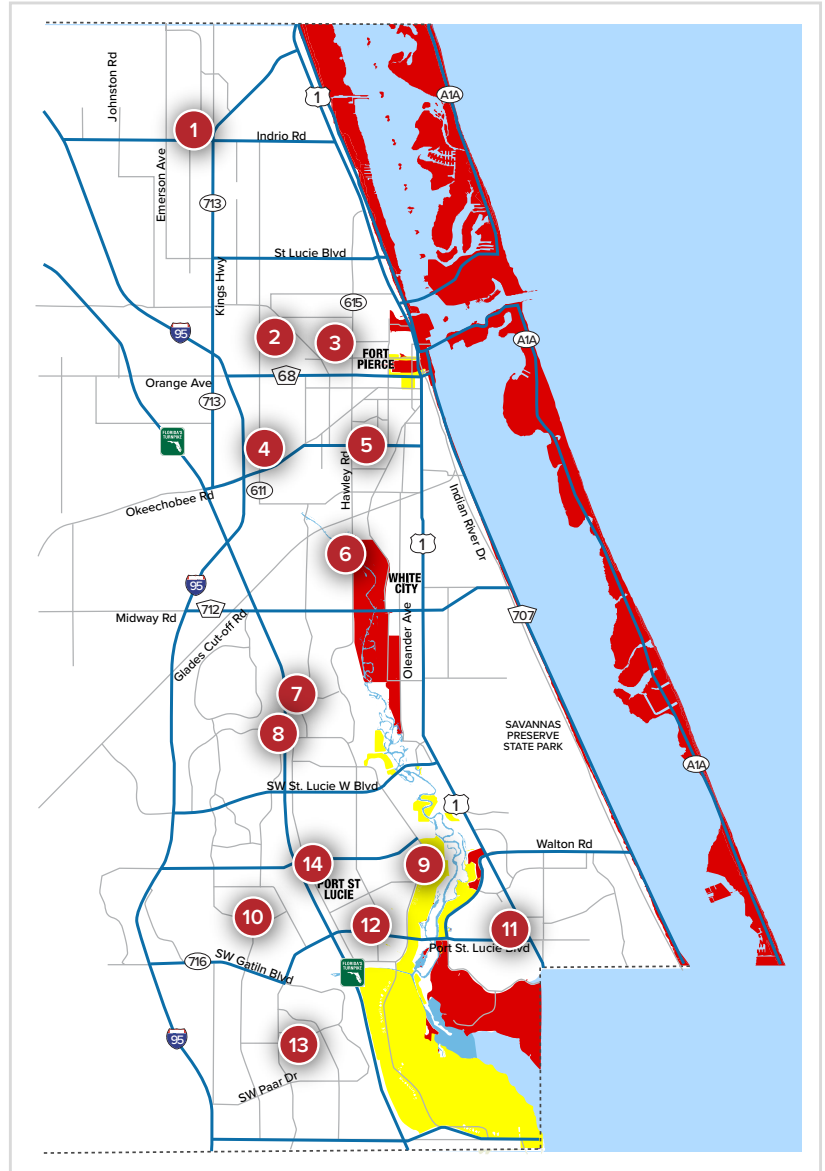 Johnston Rd
1
A1A
1
Indrio Rd
Emerson Ave
713
St Lucie Blvd
Kings Hwy
615
95
2
3
A1A
FORT
PIERCE
68
Orange Ave
713
FLORIDA'S
TURNPIKE
4
5
Hawley Rd
611
Okeechobee Rd
Indian River Dr
1
6
WHITE
CITY
95
712
Midway Rd
Glades Cut-off Rd
Oleander Ave
707
7
8
SAVANNAS
PRESERVE
STATE PARK
A1A
SW St. Lucie W Blvd
1
Walton Rd
14
9
PORT ST
LUCIE
10
12
11
Port St. Lucie Blvd
716
SW Gatiln Blvd
FLORIDA'S
TURNPIKE
95
13
SW Paar Dr